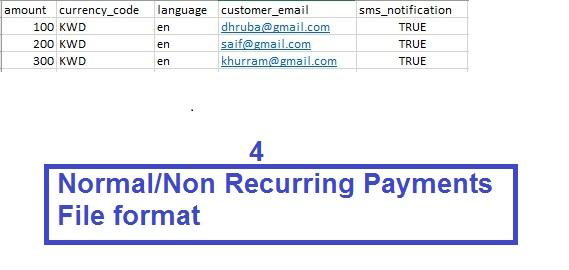 amount currency_code language customer_email sms_notification
100 KWD en dhruba@gmail.com TRUE
200 KWD en saif@gmail.com TRUE
300 KWD en khurram@gmail.com TRUE
.
4
Normal/Non Recurring Payments
File format